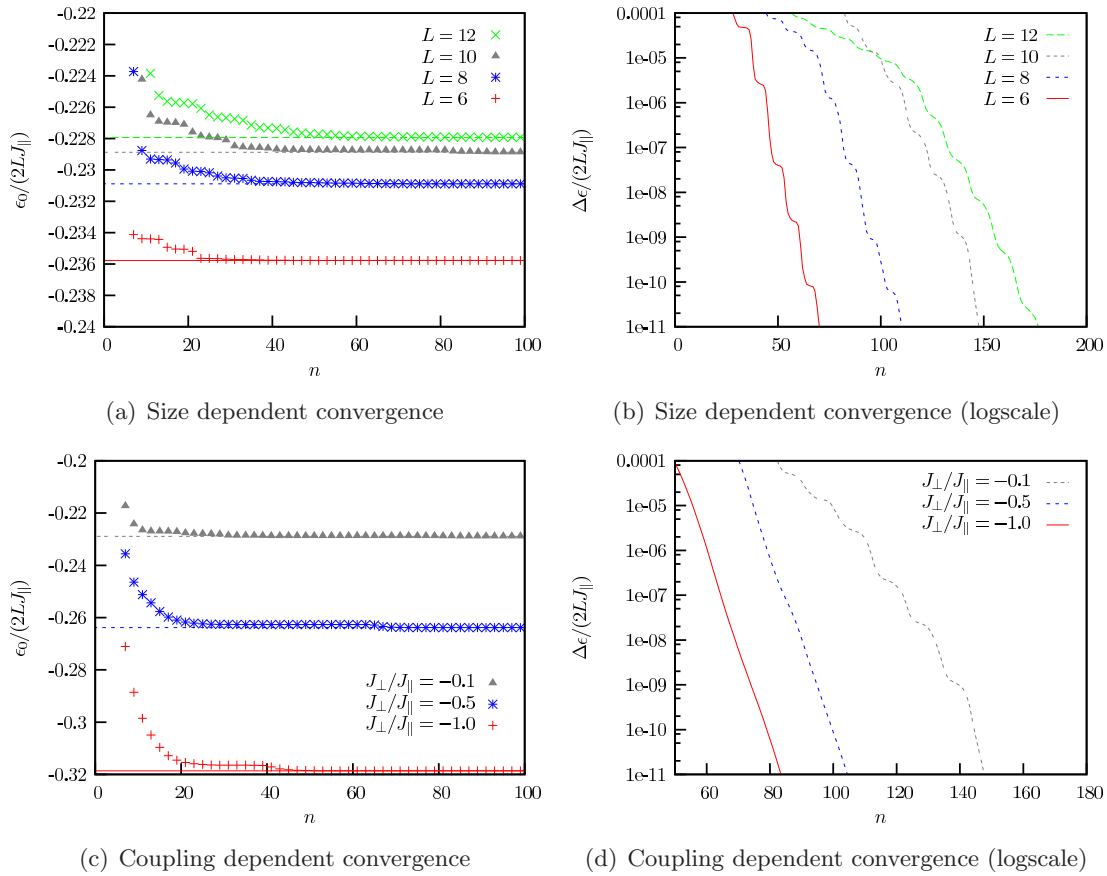 -0.22
-0.222
-0.224
-0.226
-0.228
-0.23
-0.232
-0.234
-0.236
-0.238
-0.24
0 20 40 60 80 100
ϵ₀/(2LJ∥)
n
L = 12
L = 10
L = 8
L = 6
(a) Size dependent convergence
0.0001
1e-05
1e-06
1e-07
1e-08
1e-09
1e-10
1e-11
0 50 100 150 200
Δϵ/(2LJ∥)
n
L = 12
L = 10
L = 8
L = 6
(b) Size dependent convergence (logscale)
-0.2
-0.22
-0.24
-0.26
-0.28
-0.3
-0.32
0 20 40 60 80 100
ϵ₀/(2LJ∥)
n
J⊥/J∥ = −0.1
J⊥/J∥ = −0.5
J⊥/J∥ = −1.0
(c) Coupling dependent convergence
0.0001
1e-05
1e-06
1e-07
1e-08
1e-09
1e-10
1e-11
60 80 100 120 140 160 180
Δϵ/(2LJ∥)
n
J⊥/J∥ = −0.1
J⊥/J∥ = −0.5
J⊥/J∥ = −1.0
(d) Coupling dependent convergence (logscale)